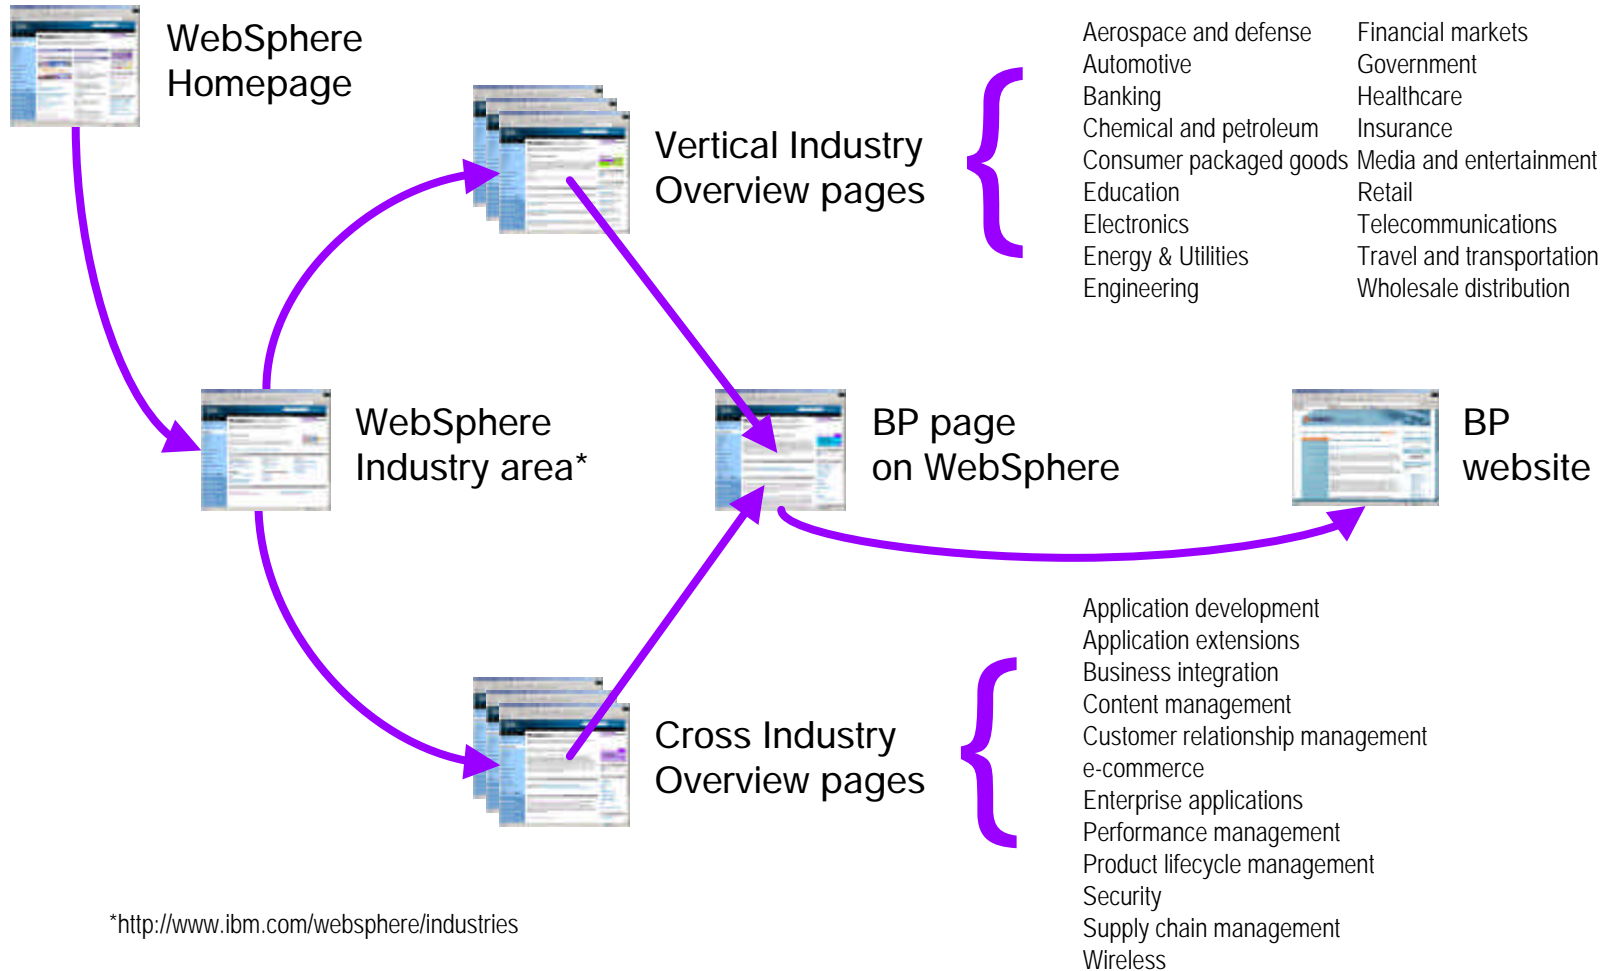 WebSphere
Homepage
Vertical Industry
Overview pages
Aerospace and defense
Automotive
Banking
Chemical and petroleum
Consumer packaged goods
Education
Electronics
Energy & Utilities
Engineering
Financial markets
Government
Healthcare
Insurance
Media and entertainment
Retail
Telecommunications
Travel and transportation
Wholesale distribution
WebSphere
Industry area*
BP page
on WebSphere
BP
website
Cross Industry
Overview pages
Application development
Application extensions
Business integration
Content management
Customer relationship management
e-commerce
Enterprise applications
Performance management
Product lifecycle management
Security
Supply chain management
Wireless
*http://www.ibm.com/websphere/industries